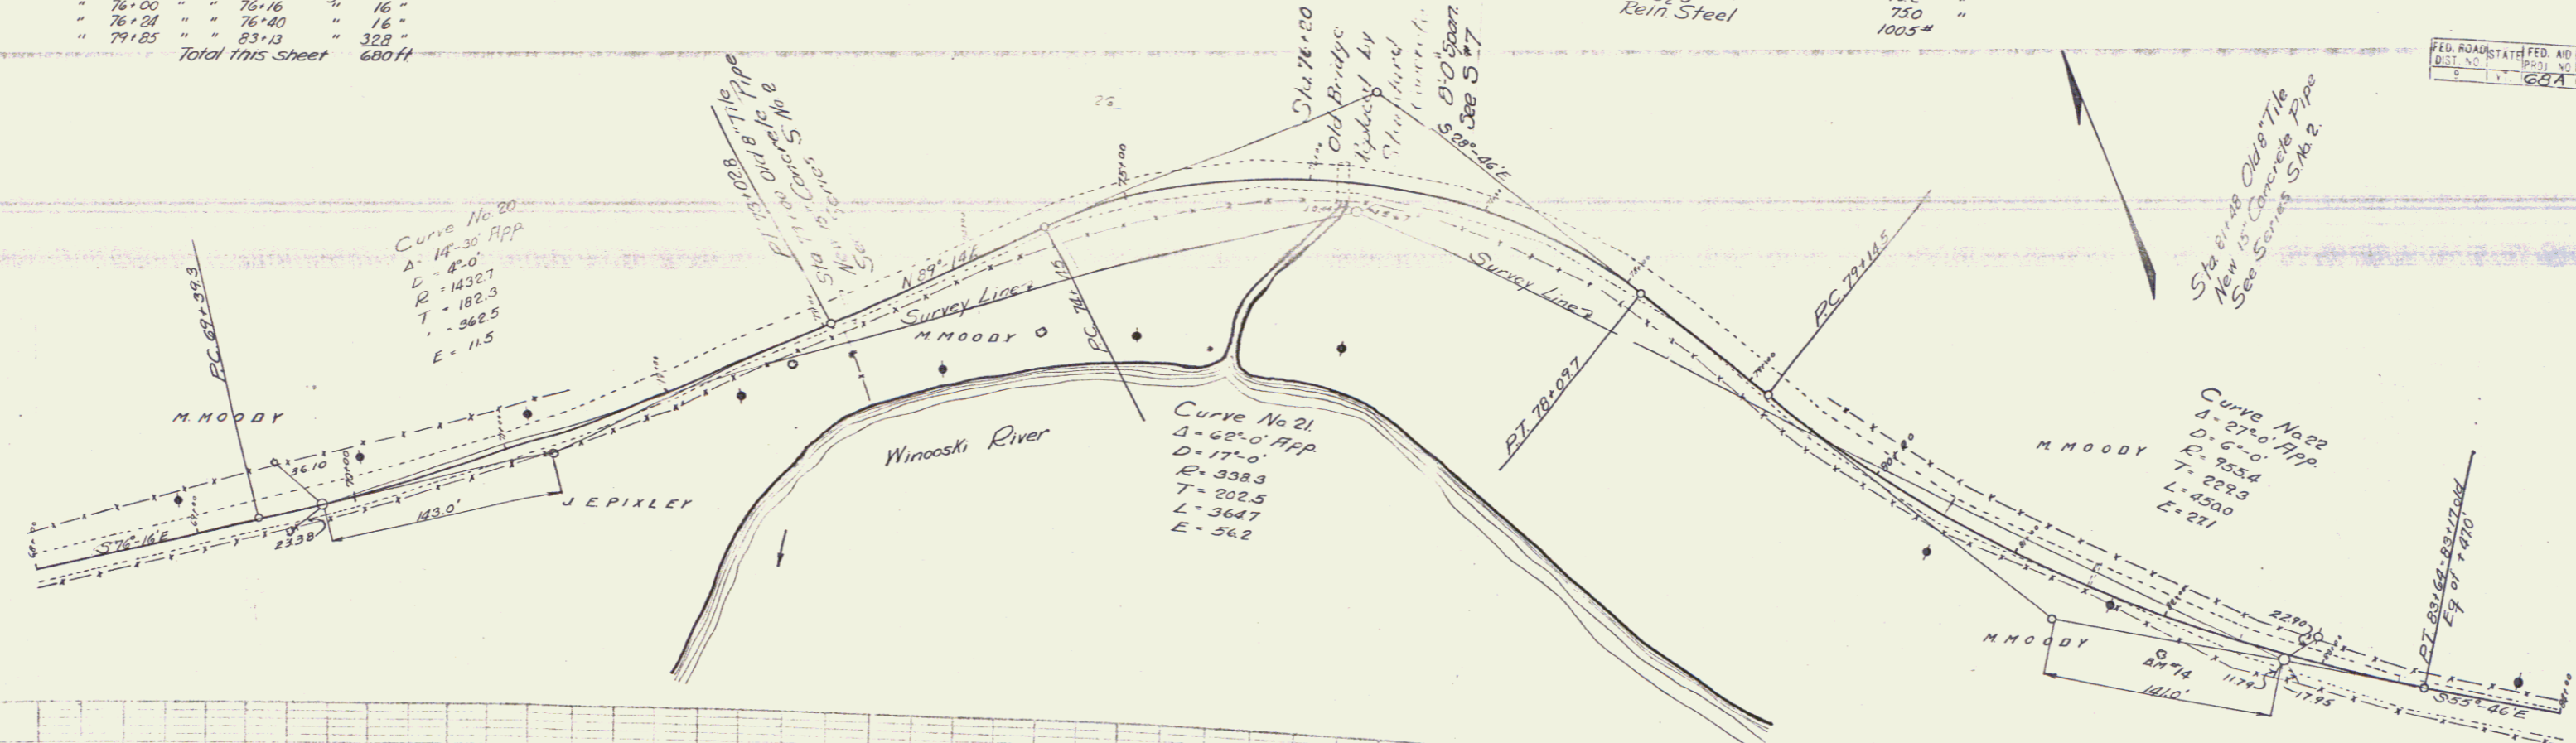 " 76+00 " " 76+16 " 16 "
" 76+24 " " 76+40 " 16 "
" 79+85 " " 83+13 " 328 "
Total this sheet 680 ft
Rein. Steel
750 "
1005 #
FED. ROAD DIST. NO. STATE FED. AID PROJ. NO.
9 VT. 68A
Curve No. 20
Δ - 14°-30' App.
D = 4°-0'
R = 1432.7
T = 182.3
= 362.5
E = 11.5
P.C. 69+39.3
M. MOODY
36.10
70+00
S 76°-16'E
23.38
143.0'
J. E. PIXLEY
P.T. 73+02.8
Old 8" Tile Pipe
New 15" Concrete
See Series S. No 2
N 89°-14'E
Survey Line
M. MOODY
P.C. 74+45
75+00
Sta. 76+20
Old Bridge
Replaced by
8'-0" Span.
See S #7
S 28°-46'E
Survey Line
Winooski River
Curve No 21.
Δ = 62°-0' App.
D = 17°-0'
R = 338.3
T = 202.5
L = 364.7
E = 56.2
P.T. 78+09.7
P.C. 79+14.5
Sta. 81+48 Old 8" Tile
New 15" Concrete Pipe
See Series S. No. 2.
M. MOODY
Curve No 22
Δ = 27°-0' App.
D = 6°-0'
R = 955.4
T = 229.3
L = 450.0
E = 27.1
P.T. 83+64 = 83+17 old
Eq of + 47.0'
M. MOODY
BM #14
141.0'
11.79
17.95
22.90
S 55°-46'E